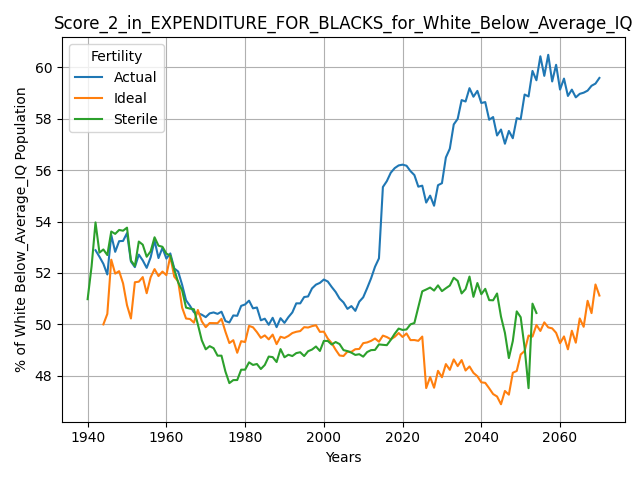 Score_2_in_EXPENDITURE_FOR_BLACKS_for_White_Below_Average_IQ
Fertility
Actual
Ideal
Sterile
% of White Below_Average_IQ Population
60
58
56
54
52
50
48
1940 1960 1980 2000 2020 2040 2060
Years